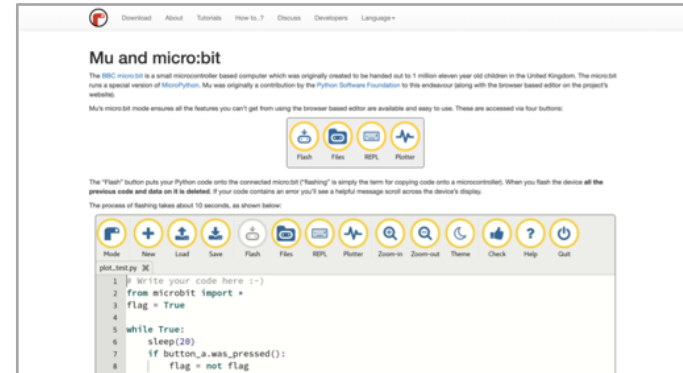 Download About Tutorials How to..? Discuss Developers Language
Mu and micro:bit
The BBC micro:bit is a small microcontroller based computer which was originally created to be handed out to 1 million eleven year old children in the United Kingdom. The micro:bit
runs a special version of MicroPython. Mu was originally a contribution by the Python Software Foundation to this endeavour (along with the browser based editor on the project's
website).
Mu's micro:bit mode ensures all the features you can't get from using the browser based editor are available and easy to use. These are accessed via four buttons:
Flash Files REPL Plotter
The "Flash" button puts your Python code onto the connected micro:bit ("flashing" is simply the term for copying code onto a microcontroller). When you flash the device all the
previous code and data on it is deleted. If your code contains an error you'll see a helpful message scroll across the device's display.
The process of flashing takes about 10 seconds, as shown below:
Mode New Load Save Flash Files REPL Plotter Zoom-in Zoom-out Theme Check Help Quit
plot_test.py
1 # Write your code here :-)
2 from microbit import *
3 flag = True
4
5 while True:
6 sleep(20)
7 if button_a.was_pressed():
8 flag = not flag